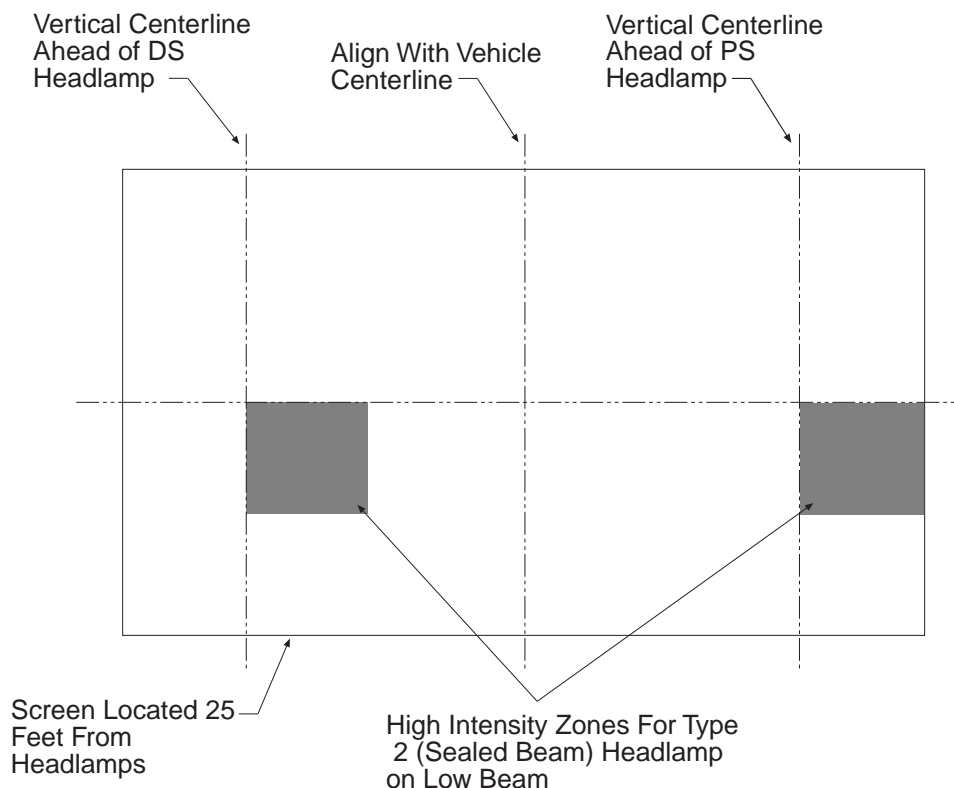 Vertical Centerline
Ahead of DS
Headlamp
Align With Vehicle
Centerline
Vertical Centerline
Ahead of PS
Headlamp
Screen Located 25
Feet From
Headlamps
High Intensity Zones For Type
2 (Sealed Beam) Headlamp
on Low Beam